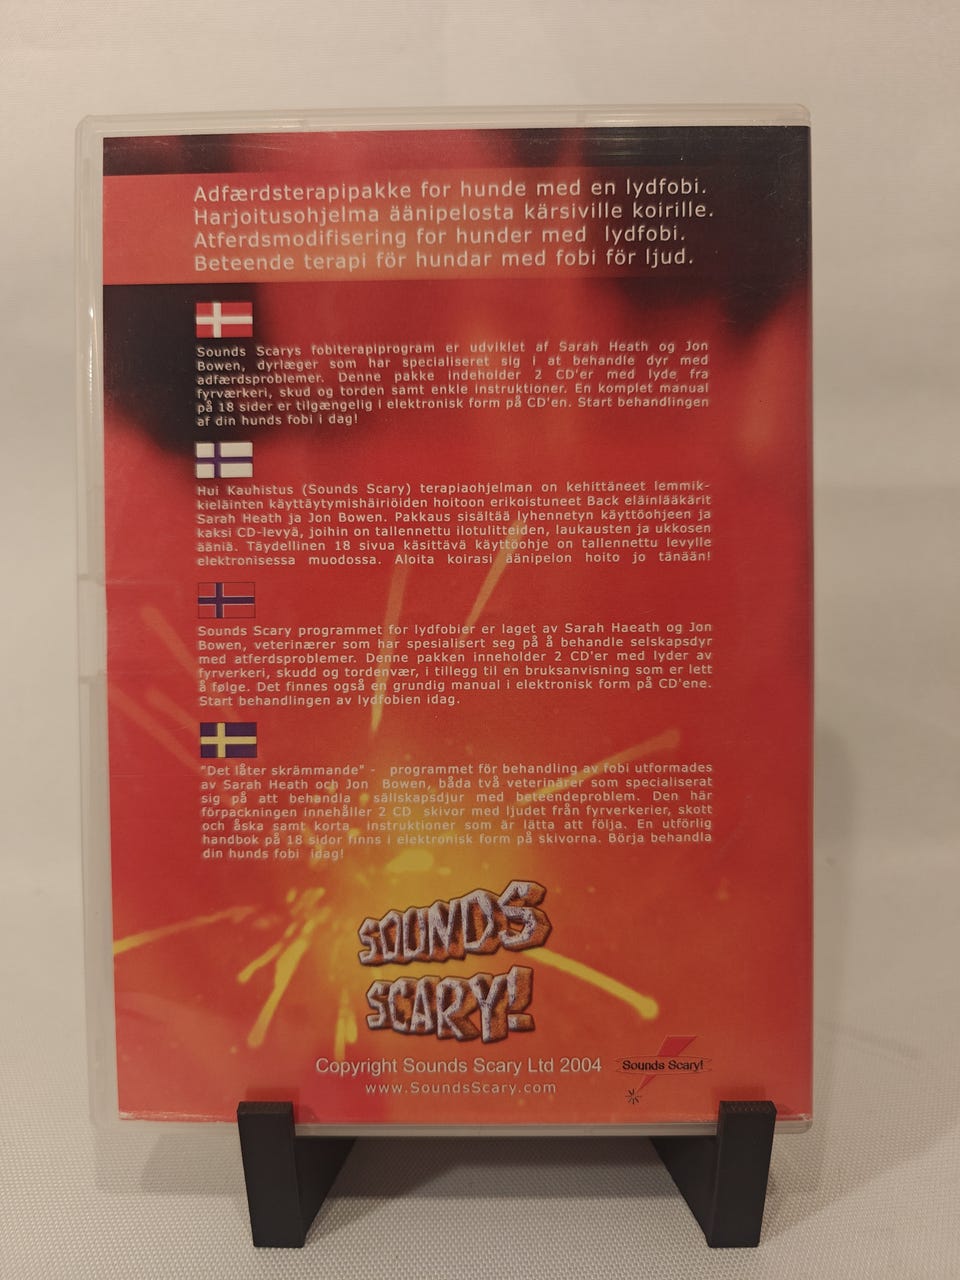 Adfærdsterapipakke for hunde med en lydfobi.
Harjoitusohjelma äänipelosta kärsiville koirille.
Atferdsmodifisering for hunder med lydfobi.
Beteende terapi för hundar med fobi för ljud.
Sounds Scarys fobiterapiprogram er udviklet af Sarah Heath og Jon
Bowen, dyrlæger som har specialiseret sig i at behandle dyr med
adfærdsproblemer. Denne pakke indeholder 2 CD'er med lyde fra
fyrværkeri, skud og torden samt enkle instruktioner. En komplet manual
på 18 sider er tilgængelig i elektronisk form på CD'en. Start behandlingen
af din hunds fobi i dag!
Hui Kauhistus (Sounds Scary) terapiaohjelman on kehittäneet lemmik-
kieläinten käyttäytymishäiriöiden hoitoon erikoistuneet Back eläinlääkärit
Sarah Heath ja Jon Bowen. Pakkaus sisältää lyhennetyn käyttöohjeen ja
kaksi CD-levyä, joihin on tallennettu ilotulitteiden, laukausten ja ukkosen
ääniä. Täydellinen 18 sivua käsittävä käyttöohje on tallennettu levylle
elektronisessa muodossa. Aloita koirasi äänipelon hoito jo tänään!
Sounds Scary programmet for lydfobier er laget av Sarah Haeath og Jon
Bowen, veterinærer som har spesialisert seg på å behandle selskapsdyr
med atferdsproblemer. Denne pakken inneholder 2 CD'er med lyder av
fyrverkeri, skudd og tordenvær, i tillegg til en bruksanvisning som er lett
å følge. Det finnes også en grundig manual i elektronisk form på CD'ene.
Start behandlingen av lydfobien idag.
"Det låter skrämmande" - programmet för behandling av fobi utformades
av Sarah Heath och Jon Bowen, båda två veterinärer som specialiserat
sig på att behandla säliskapsdjur med beteendeproblem. Den här
förpackningen innehåller 2 CD skivor med ljudet från fyrverkerier, skott
och åska samt korta instruktioner som är lätta att följa. En utförlig
handbok på 18 sidor finns i elektronisk form på skivorna. Börja behandla
din hunds fobi idag!
SOUNDS
SCARY!
Copyright Sounds Scary Ltd 2004
www.SoundsScary.com
Sounds Scary!